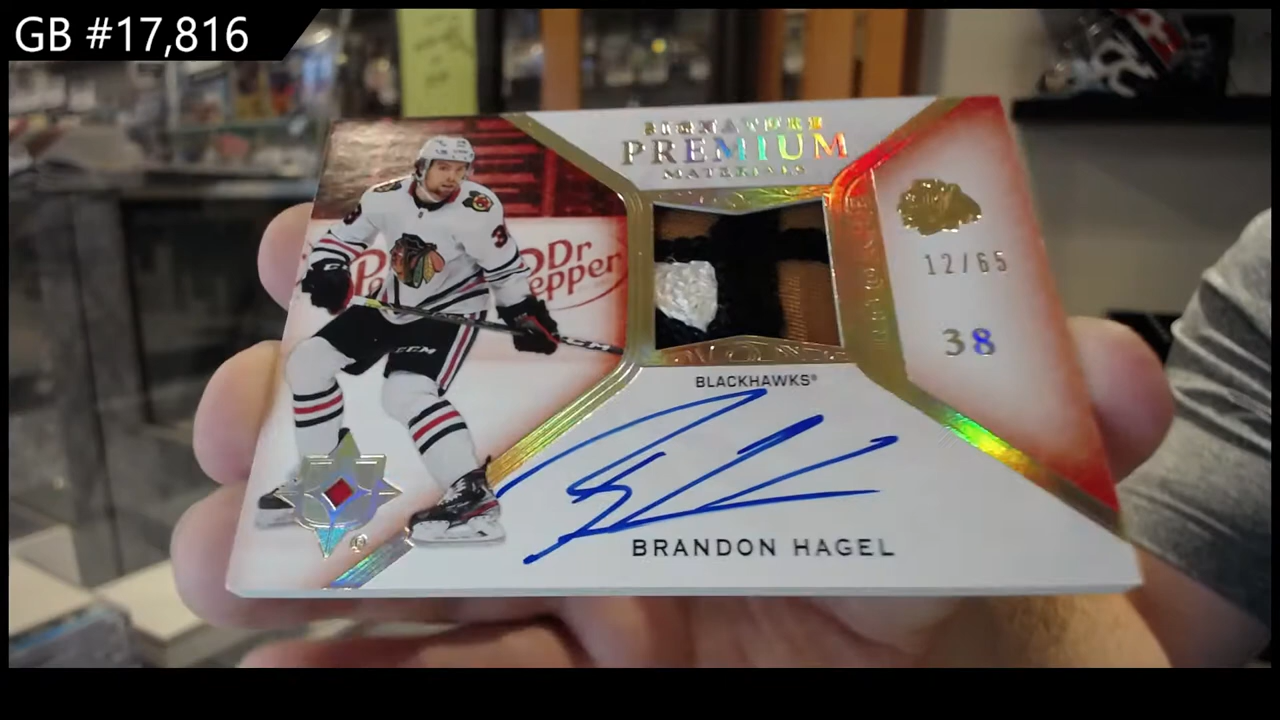 GB #17,816
SIGNATURE
PREMIUM
MATERIALS
12/65
38
Dr
Pepper
CCM
BLACKHAWKS
BRANDON HAGEL